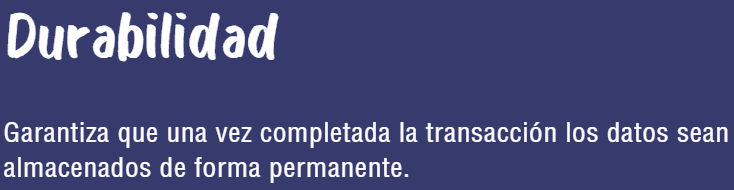 Durabilidad
Garantiza que una vez completada la transacción los datos sean
almacenados de forma permanente.